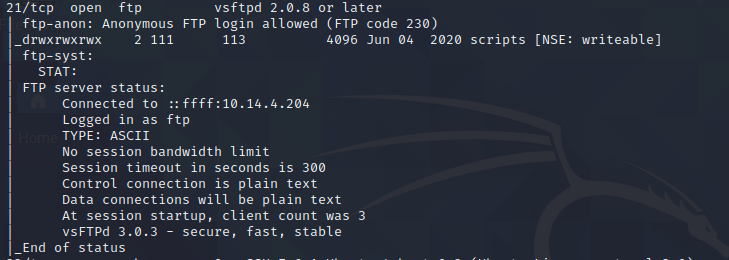 21/tcp open ftp vsftpd 2.0.8 or later
| ftp-anon: Anonymous FTP login allowed (FTP code 230)
|_drwxrwxrwx 2 111 113 4096 Jun 04 2020 scripts [NSE: writeable]
| ftp-syst:
| STAT:
| FTP server status:
| Connected to ::ffff:10.14.4.204
| Logged in as ftp
| TYPE: ASCII
| No session bandwidth limit
| Session timeout in seconds is 300
| Control connection is plain text
| Data connections will be plain text
| At session startup, client count was 3
| vsFTPd 3.0.3 - secure, fast, stable
|_End of status